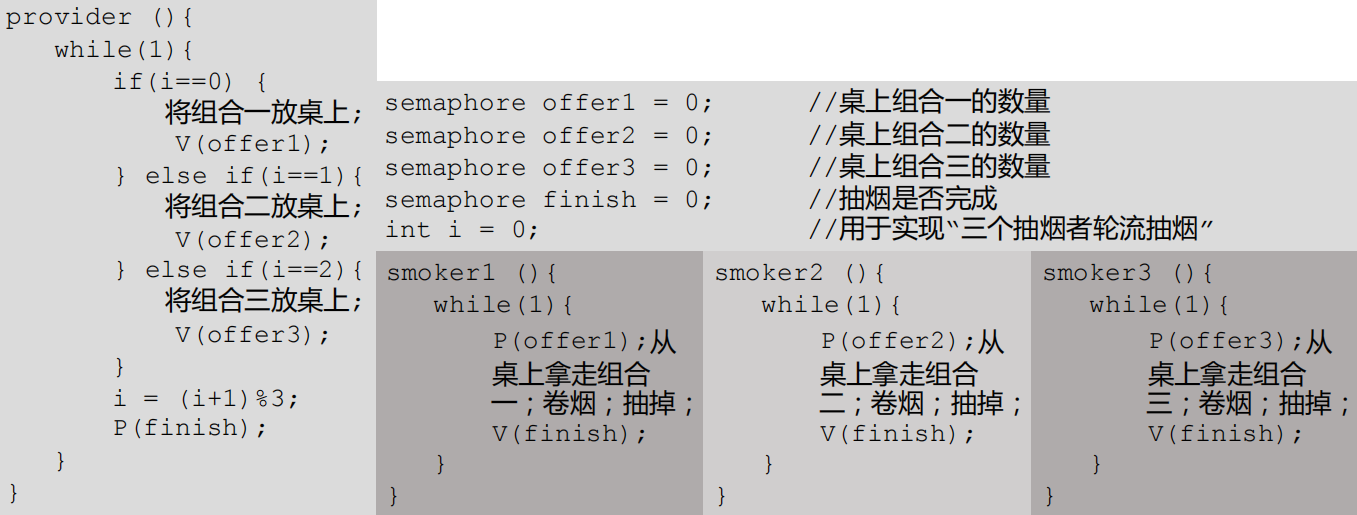 provider (){
while(1){
if(i==0) {
将组合一放桌上;
V(offer1);
} else if(i==1){
将组合二放桌上;
V(offer2);
} else if(i==2){
将组合三放桌上;
V(offer3);
}
i = (i+1)%3;
P(finish);
}
}
semaphore offer1 = 0; //桌上组合一的数量
semaphore offer2 = 0; //桌上组合二的数量
semaphore offer3 = 0; //桌上组合三的数量
semaphore finish = 0; //抽烟是否完成
int i = 0; //用于实现“三个抽烟者轮流抽烟”
smoker1 (){
while(1){
P(offer1);从
桌上拿走组合
一;卷烟;抽掉;
V(finish);
}
}
smoker2 (){
while(1){
P(offer2);从
桌上拿走组合
二;卷烟;抽掉;
V(finish);
}
}
smoker3 (){
while(1){
P(offer3);从
桌上拿走组合
三;卷烟;抽掉;
V(finish);
}
}